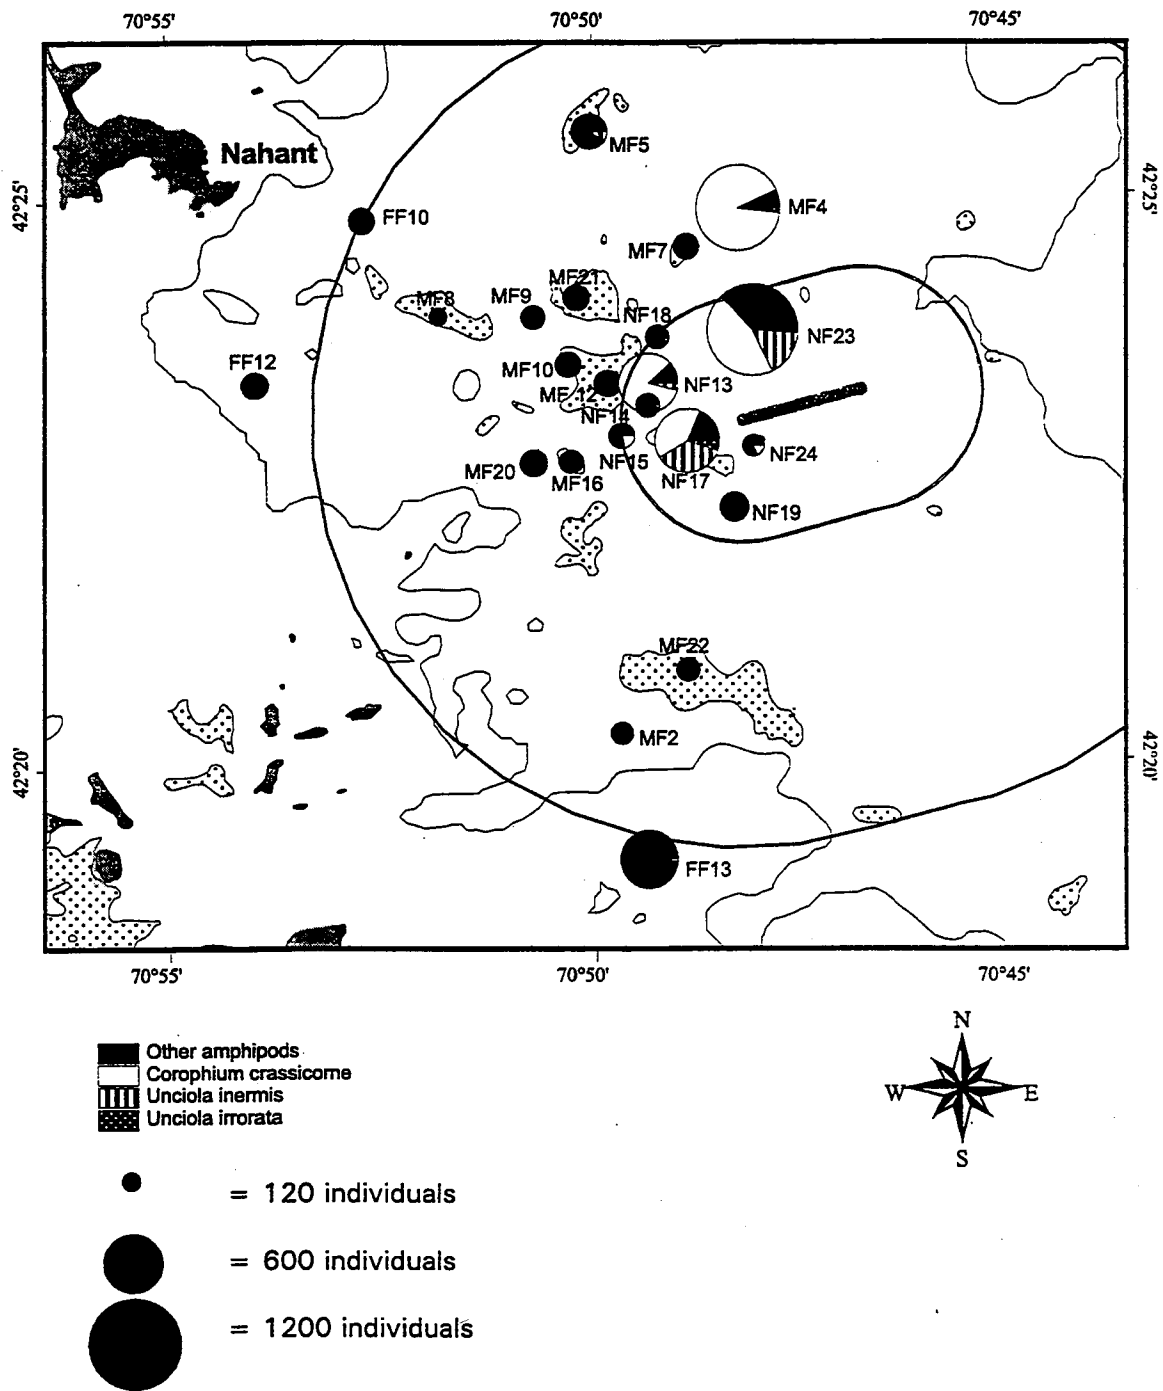 70°55' 70°50' 70°45'
Nahant
MF5
42°25' 42°25'
FF10
MF4
MF7
MF21
MF8
MF9
NF18
NF23
FF12
MF10
NF13
MF12
NF14
NF15
NF24
MF20
MF16
NF17
NF19
MF22
MF2
42°20' 42°20'
FF13
70°55' 70°50' 70°45'
Other amphipods
Corophium crassicorne
Unciola inermis
Unciola irrorata
= 120 individuals
= 600 individuals
= 1200 individuals
N
W E
S